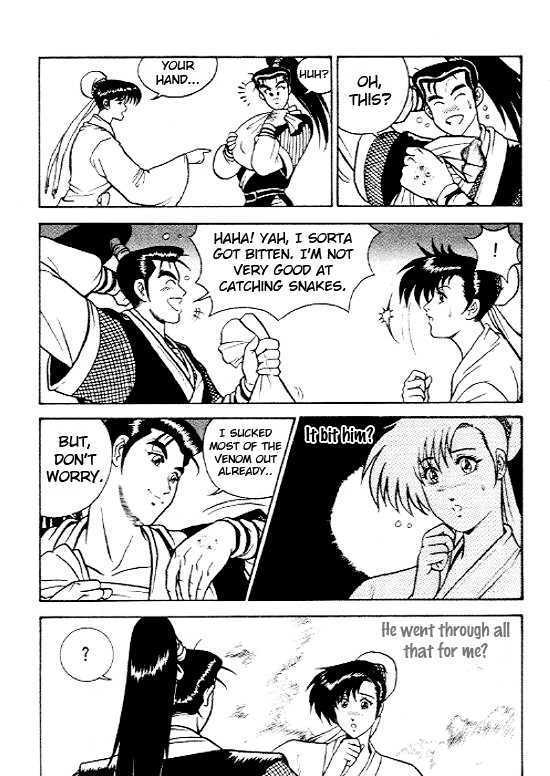 YOUR
HAND...
HUH?
OH,
THIS?
HAHA! YAH, I SORTA
GOT BITTEN. I'M NOT
VERY GOOD AT
CATCHING SNAKES.
!
BUT,
DON'T
WORRY.
I SUCKED
MOST OF THE
VENOM OUT
ALREADY..
It bit him?
?
He went through all
that for me?